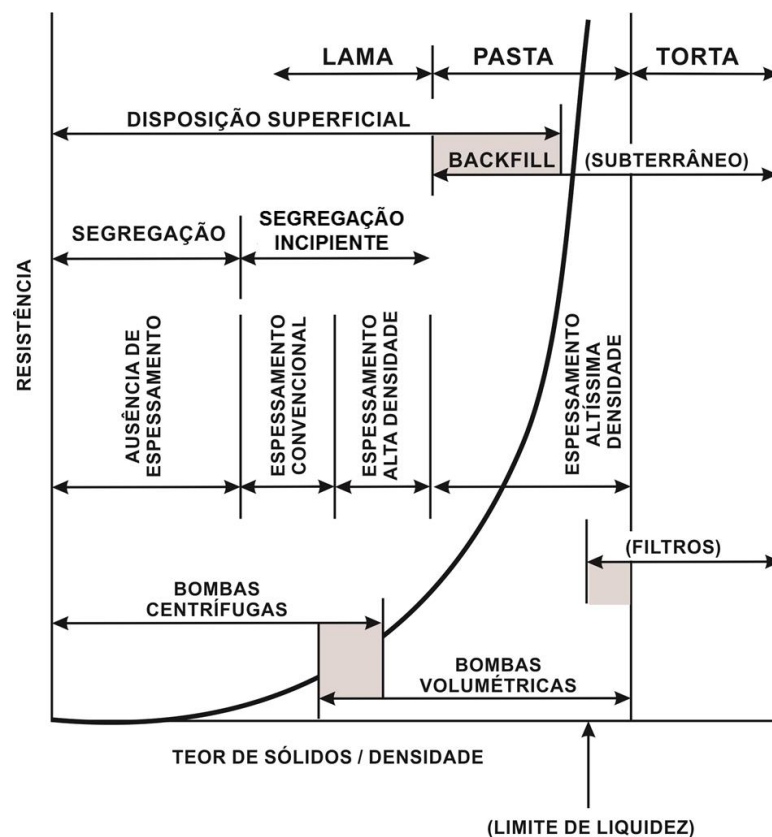 LAMA
PASTA
TORTA
DISPOSIÇÃO SUPERFICIAL
BACKFILL
(SUBTERRÂNEO)
SEGREGAÇÃO
SEGREGAÇÃO
INCIPIENTE
RESISTÊNCIA
AUSÊNCIA DE
ESPESSAMENTO
ESPESSAMENTO
CONVENCIONAL
ESPESSAMENTO
ALTA DENSIDADE
ESPESSAMENTO
ALTÍSSIMA
DENSIDADE
(FILTROS)
BOMBAS
CENTRÍFUGAS
BOMBAS
VOLUMÉTRICAS
TEOR DE SÓLIDOS / DENSIDADE
(LIMITE DE LIQUIDEZ)